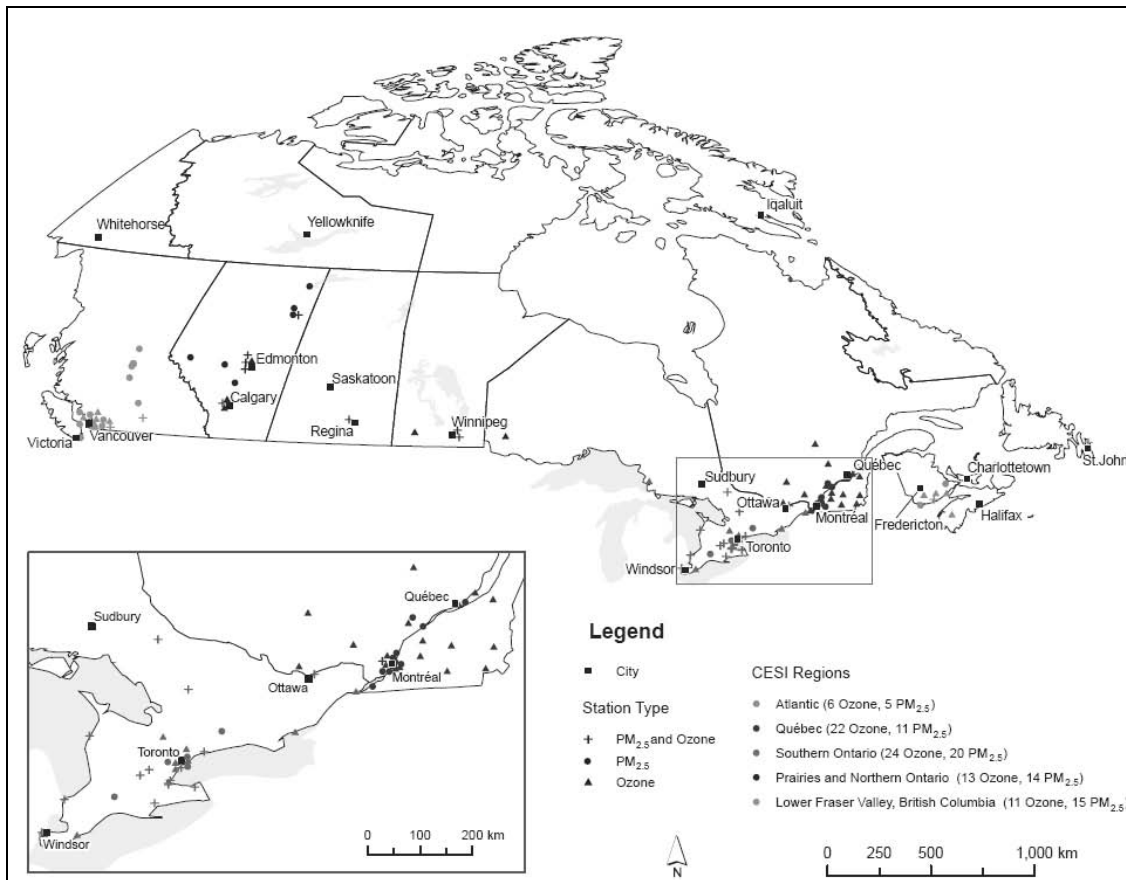 Iqaluit
Whitehorse
Yellowknife
Edmonton
Saskatoon
Calgary
Regina
Winnipeg
Victoria
Vancouver
Sudbury
Québec
Charlottetown
St.John
Ottawa
Montréal
Fredericton
Halifax
Toronto
Windsor
Sudbury
Québec
Ottawa
Montréal
Toronto
Windsor
0 100 200 km
Legend
City
Station Type
PM2.5 and Ozone
PM2.5
Ozone
CESI Regions
Atlantic (6 Ozone, 5 PM2.5)
Québec (22 Ozone, 11 PM2.5)
Southern Ontario (24 Ozone, 20 PM2.5)
Prairies and Northern Ontario (13 Ozone, 14 PM2.5)
Lower Fraser Valley, British Columbia (11 Ozone, 15 PM2.5)
N
0 250 500 1,000 km